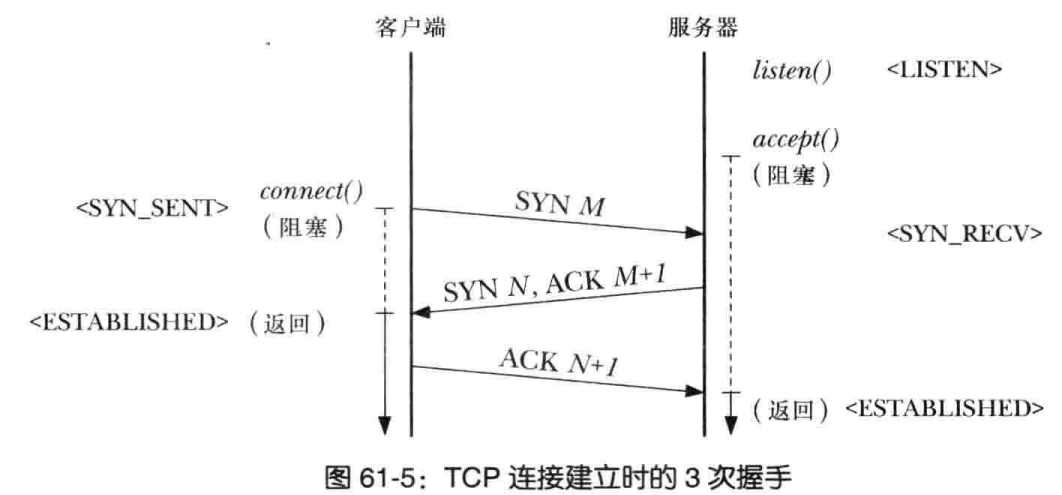 客户端 服务器
listen() <LISTEN>
accept()
(阻塞)
connect()
<SYN_SENT>
(阻塞)
SYN M
<SYN_RECV>
SYN N, ACK M+1
<ESTABLISHED> (返回)
ACK N+1
(返回) <ESTABLISHED>
图 61-5：TCP 连接建立时的 3 次握手